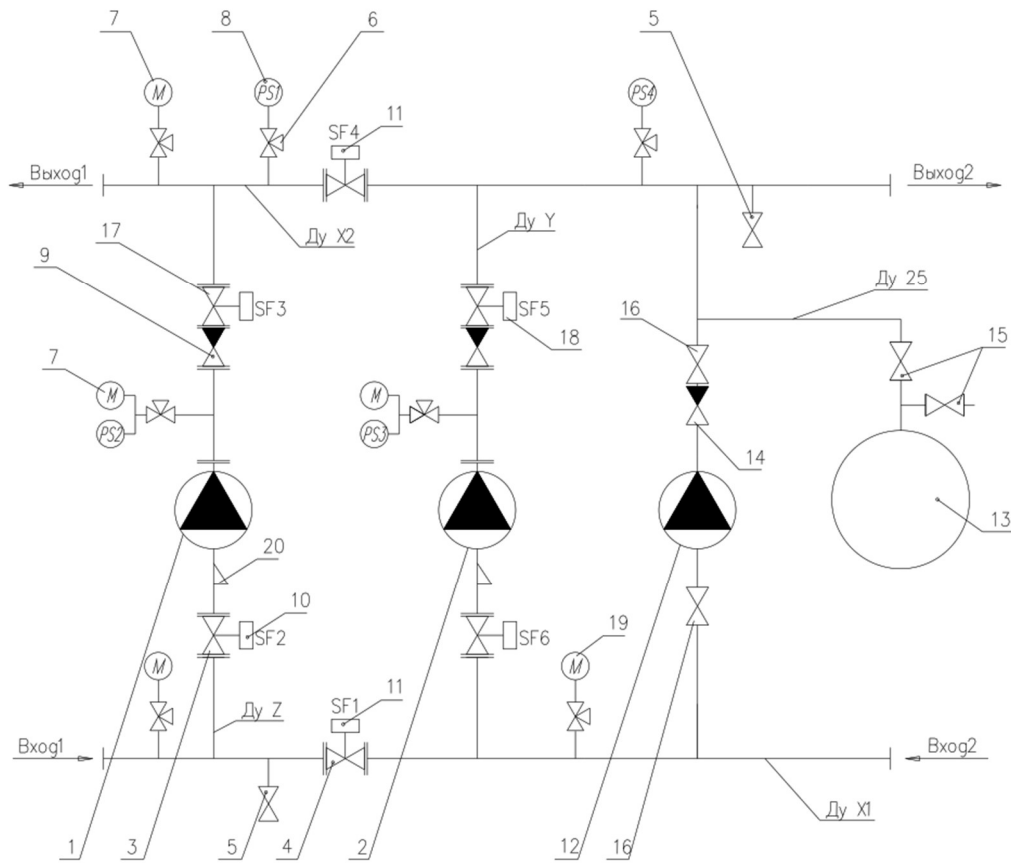 7 8 6 5
M PS1 11 PS4
SF4
Выход1 Выход2
Ду X2 Ду Y
17
9 Ду 25
SF3 SF5 16 15
18
7
M M
PS2 PS3 14
13
20
10 19
SF2 SF6
M 11 M
Ду Z SF1
Вход1 Вход2
Ду X1
1 3 5 4 2 12 16